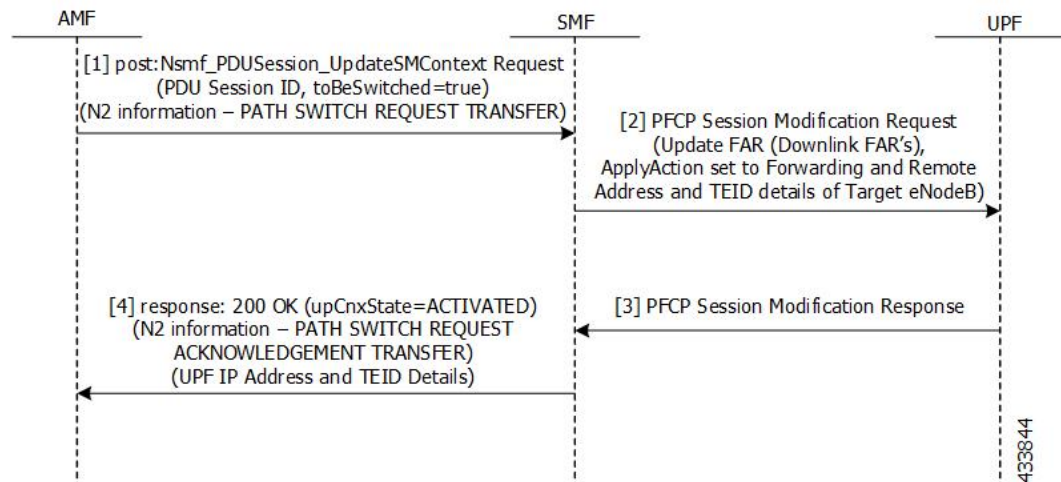 AMF
SMF
UPF
[1] post:Nsmf_PDUSession_UpdateSMContext Request
(PDU Session ID, toBeSwitched=true)
(N2 information – PATH SWITCH REQUEST TRANSFER)
[2] PFCP Session Modification Request
(Update FAR (Downlink FAR's),
ApplyAction set to Forwarding and Remote
Address and TEID details of Target eNodeB)
[3] PFCP Session Modification Response
[4] response: 200 OK (upCnxState=ACTIVATED)
(N2 information – PATH SWITCH REQUEST
ACKNOWLEDGEMENT TRANSFER)
(UPF IP Address and TEID Details)
433844